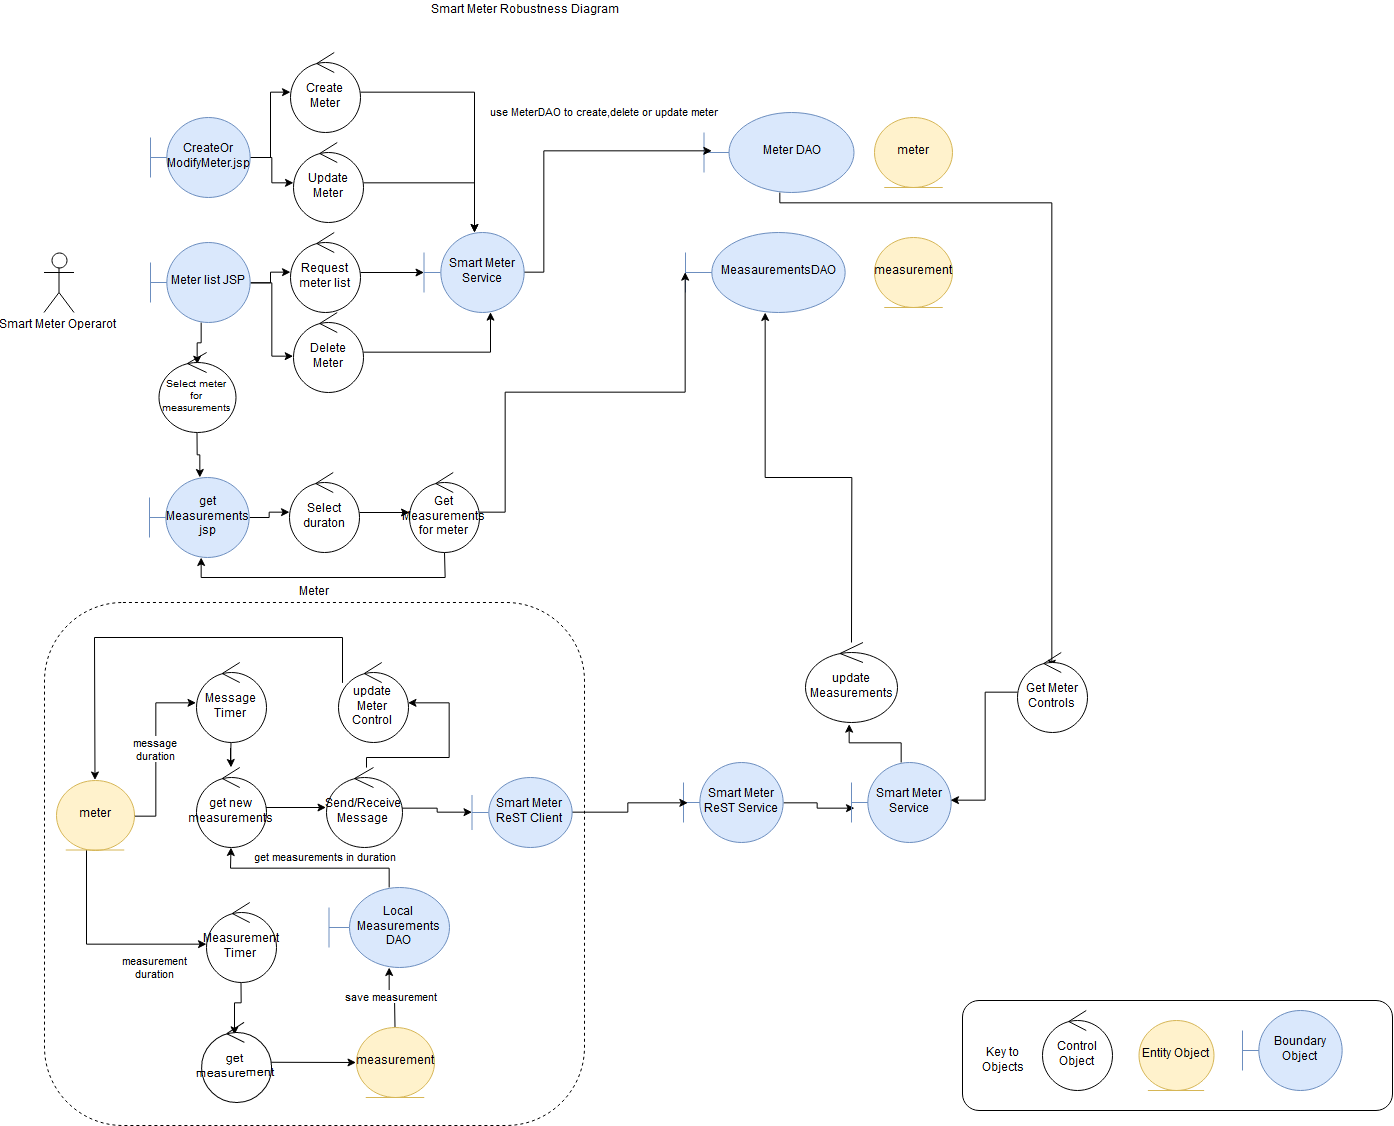 Smart Meter Robustness Diagram
Create
Meter
use MeterDAO to create,delete or update meter
CreateOr
ModifyMeter.jsp
Meter DAO
meter
Update
Meter
Smart Meter Operarot
Meter list JSP
Request
meter list
Smart Meter
Service
MeasaurementsDAO
measurement
Delete
Meter
Select meter
for
measurements
get
Measurements
jsp
Select
duraton
Get
Measurements
for meter
Meter
Message
Timer
update
Meter
Control
update
Measurements
Get Meter
Controls
message
duration
meter
get new
measurements
Send/Receive
Message
Smart Meter
ReST Client
Smart Meter
ReST Service
Smart Meter
Service
get measurements in duration
Local
Measurements
DAO
Measurement
Timer
measurement
duration
save measurement
get
measurement
measurement
Key to
Objects
Control
Object
Entity Object
Boundary
Object